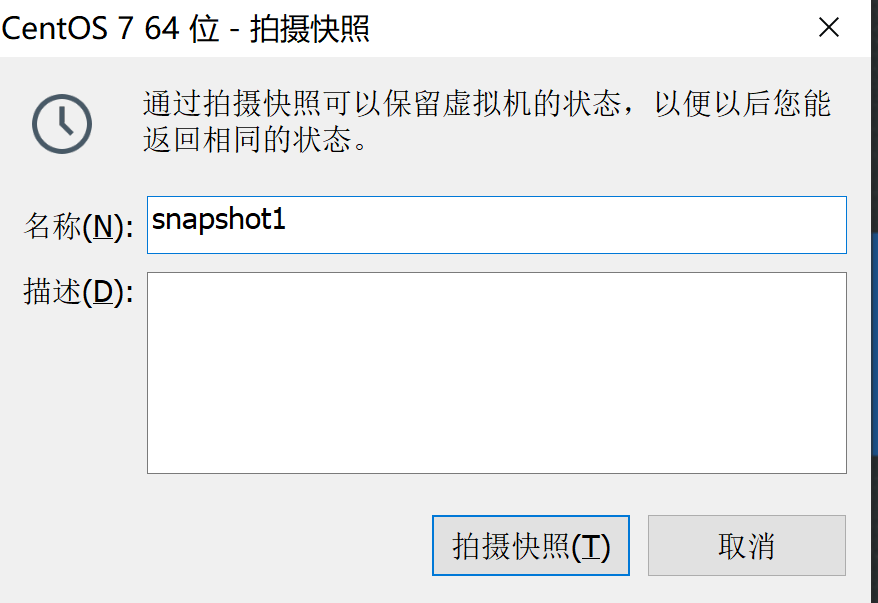 CentOS 7 64 位 - 拍摄快照
通过拍摄快照可以保留虚拟机的状态，以便以后您能
返回相同的状态。
名称(N):
snapshot1
描述(D):
拍摄快照(T)
取消